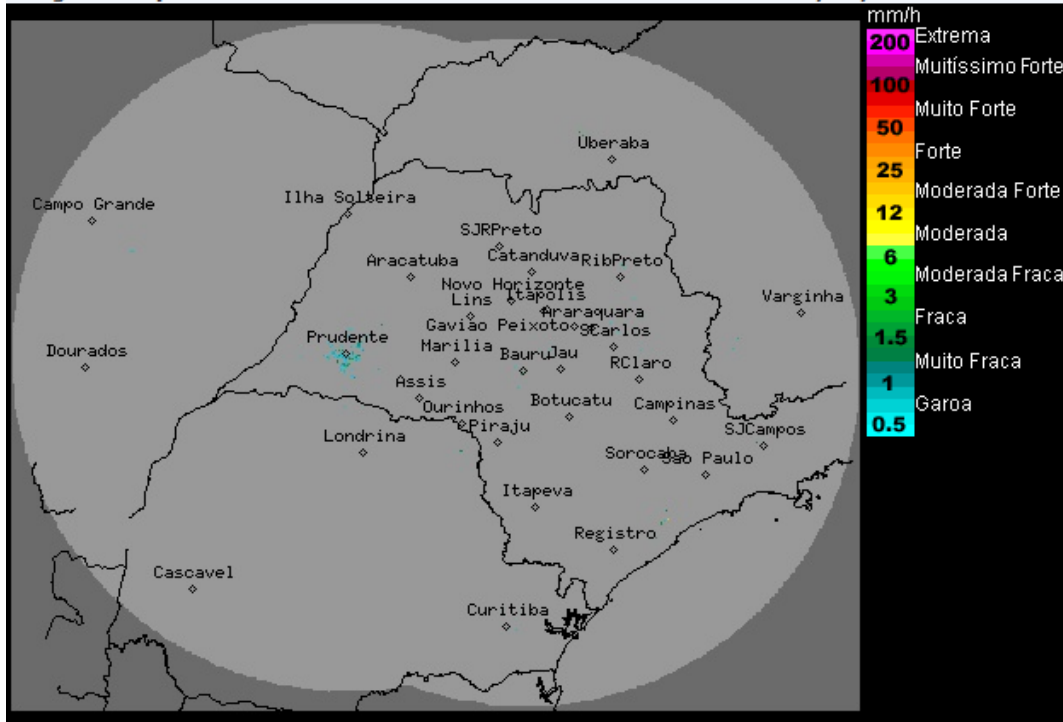 mm/h
200 Extrema
Muitíssimo Forte
100
Muito Forte
50
Forte
25
Moderada Forte
12
Moderada
6
Moderada Fraca
3
Fraca
1.5
Muito Fraca
1
Garoa
0.5
Uberaba
Campo Grande
Ilha Solteira
SJRPreto
Aracatuba
Catanduva
RibPreto
Novo Horizonte
Lins
Itapolis
Varginha
Araraquara
Gavião Peixoto
SCarlos
Prudente
Dourados
Marilia
Bauru
Jau
RClaro
Assis
Ourinhos
Botucatu
Campinas
Piraju
Londrina
SJCampos
Sorocaba
Sao Paulo
Itapeva
Registro
Cascavel
Curitiba